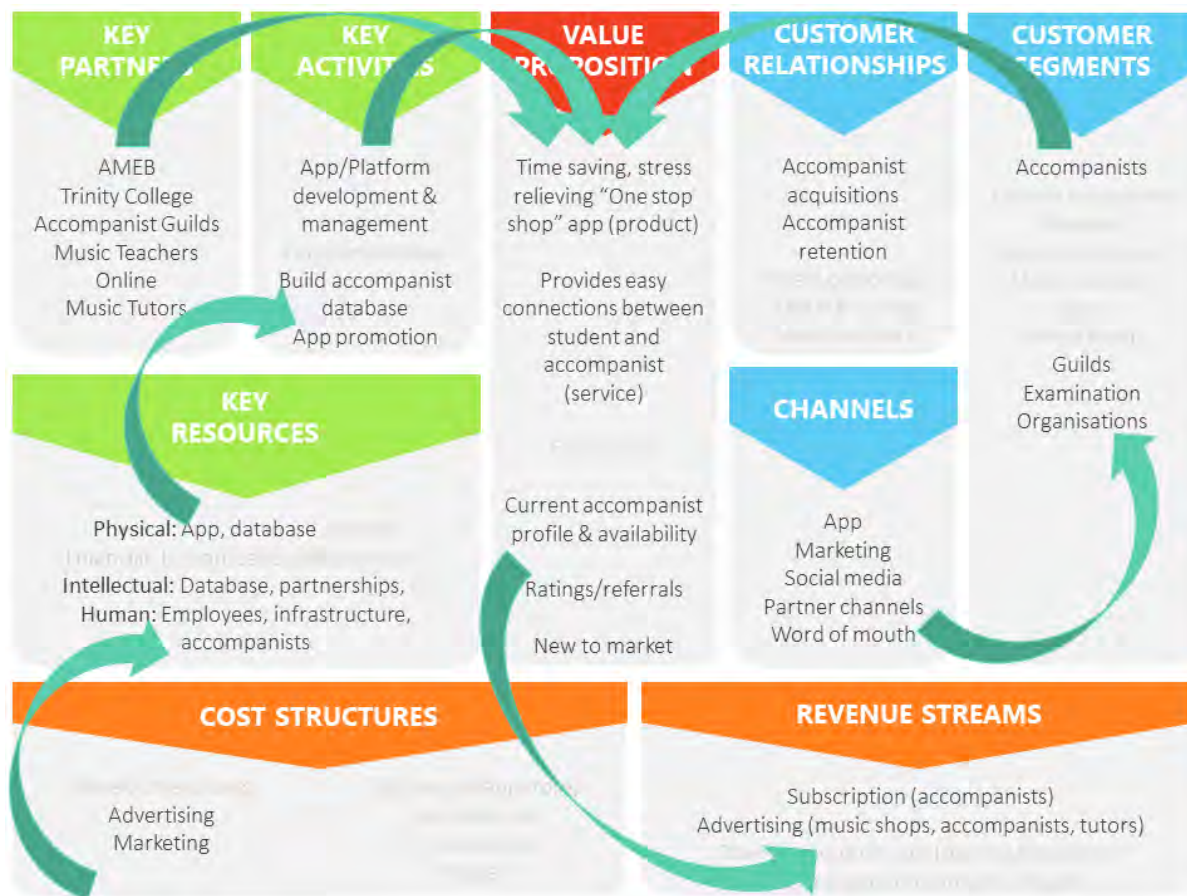 KEY
PARTNERS
AMEB
Trinity College
Accompanist Guilds
Music Teachers
Online
Music Tutors
KEY
ACTIVITIES
App/Platform
development &
management
Build accompanist
database
App promotion
VALUE
PROPOSITION
Time saving, stress
relieving “One stop
shop” app (product)
Provides easy
connections between
student and
accompanist
(service)
Current accompanist
profile & availability
Ratings/referrals
New to market
CUSTOMER
RELATIONSHIPS
Accompanist
acquisitions
Accompanist
retention
CUSTOMER
SEGMENTS
Accompanists
Guilds
Examination
Organisations
KEY
RESOURCES
Physical: App, database
Intellectual: Database, partnerships,
Human: Employees, infrastructure,
accompanists
CHANNELS
App
Marketing
Social media
Partner channels
Word of mouth
COST STRUCTURES
Advertising
Marketing
REVENUE STREAMS
Subscription (accompanists)
Advertising (music shops, accompanists, tutors)